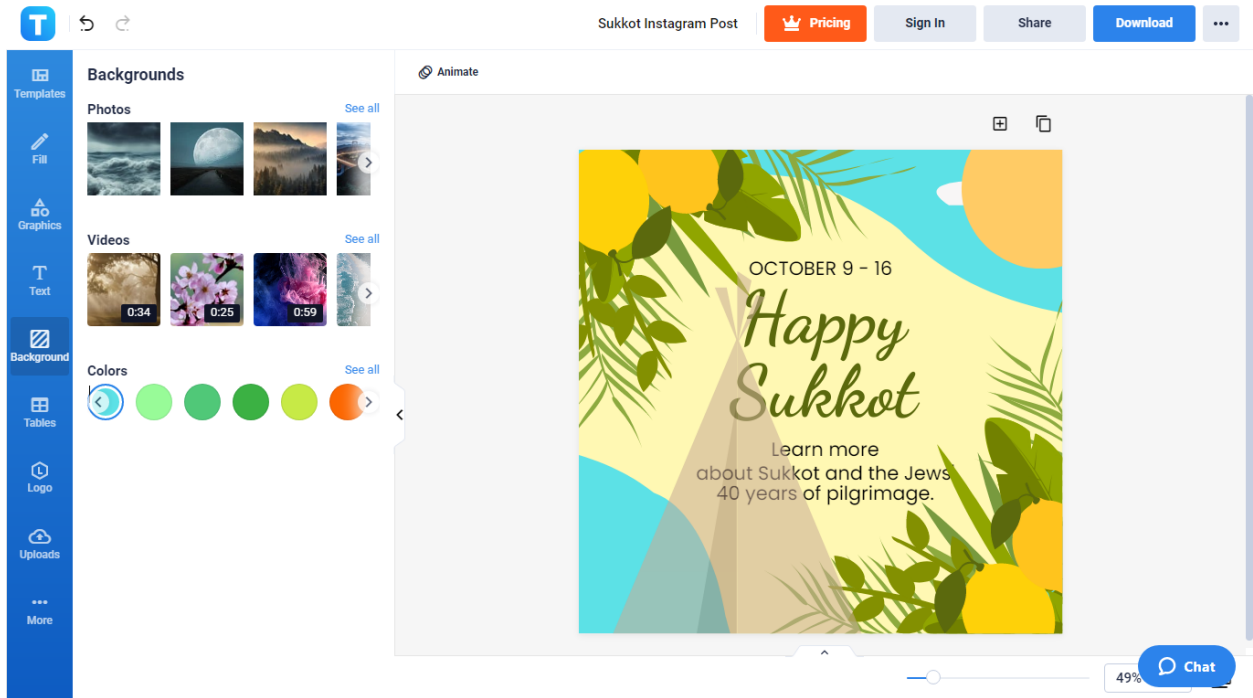 T
Sukkot Instagram Post
Pricing
Sign In
Share
Download
Templates
Fill
Graphics
Text
Background
Tables
Logo
Uploads
More
Backgrounds
Photos
See all
Videos
See all
0:34
0:25
0:59
Colors
See all
Animate
OCTOBER 9 - 16
Happy
Sukkot
Learn more
about Sukkot and the Jews'
40 years of pilgrimage.
49%
Chat